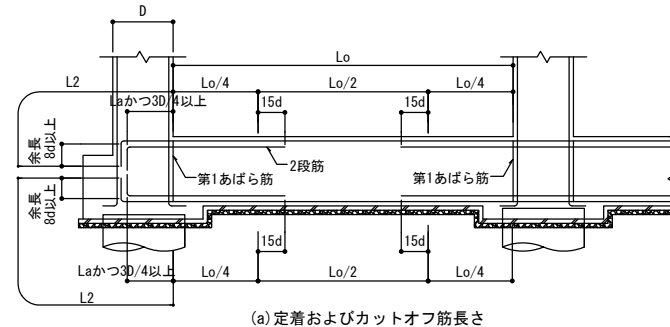 D
Lo
L2
Lo/4
Lo/2
Lo/4
Laかつ3D/4以上
15d
15d
余長
8d以上
2段筋
第1あばら筋
第1あばら筋
余長
8d以上
15d
15d
Laかつ3D/4以上
Lo/4
Lo/2
Lo/4
L2
(a)定着およびカットオフ筋長さ